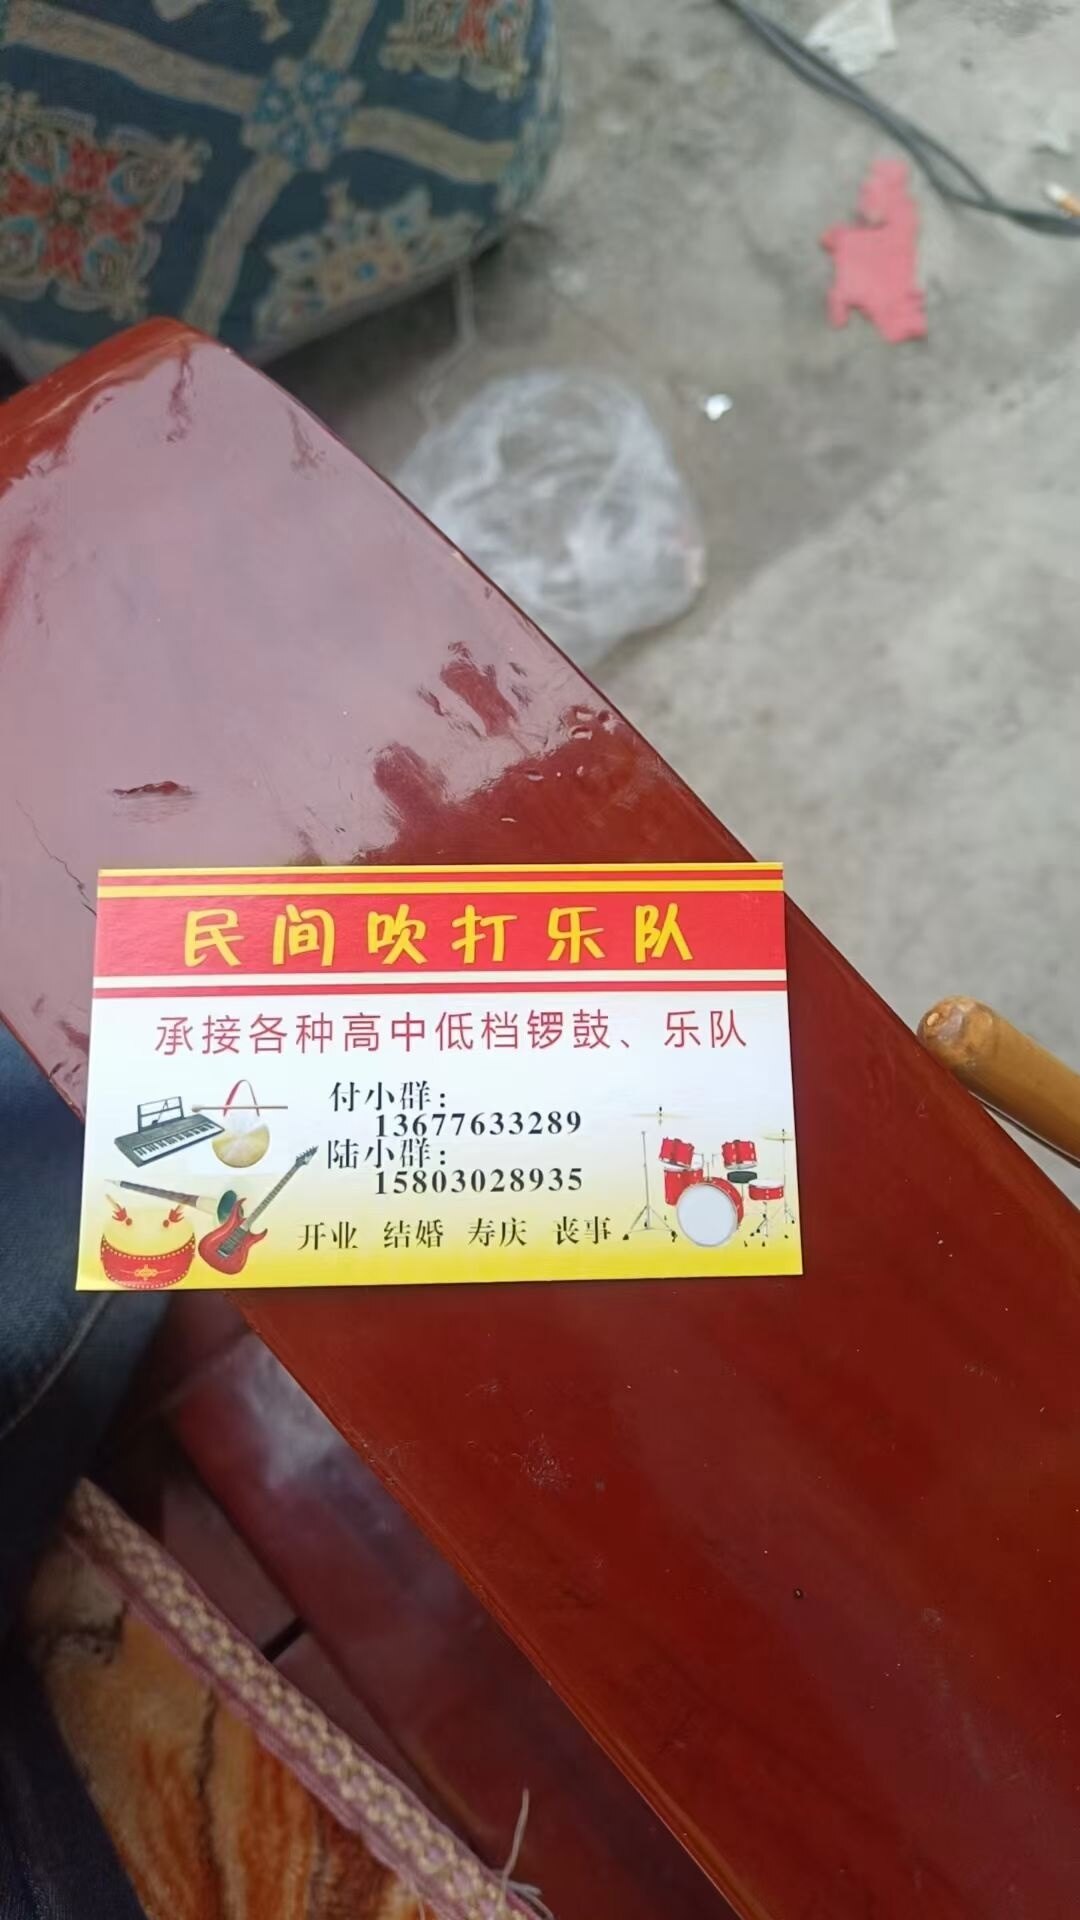 民间吹打乐队
承接各种高中低档锣鼓、乐队
付小群：
13677633289
陆小群：
15803028935
开业 结婚 寿庆 丧事